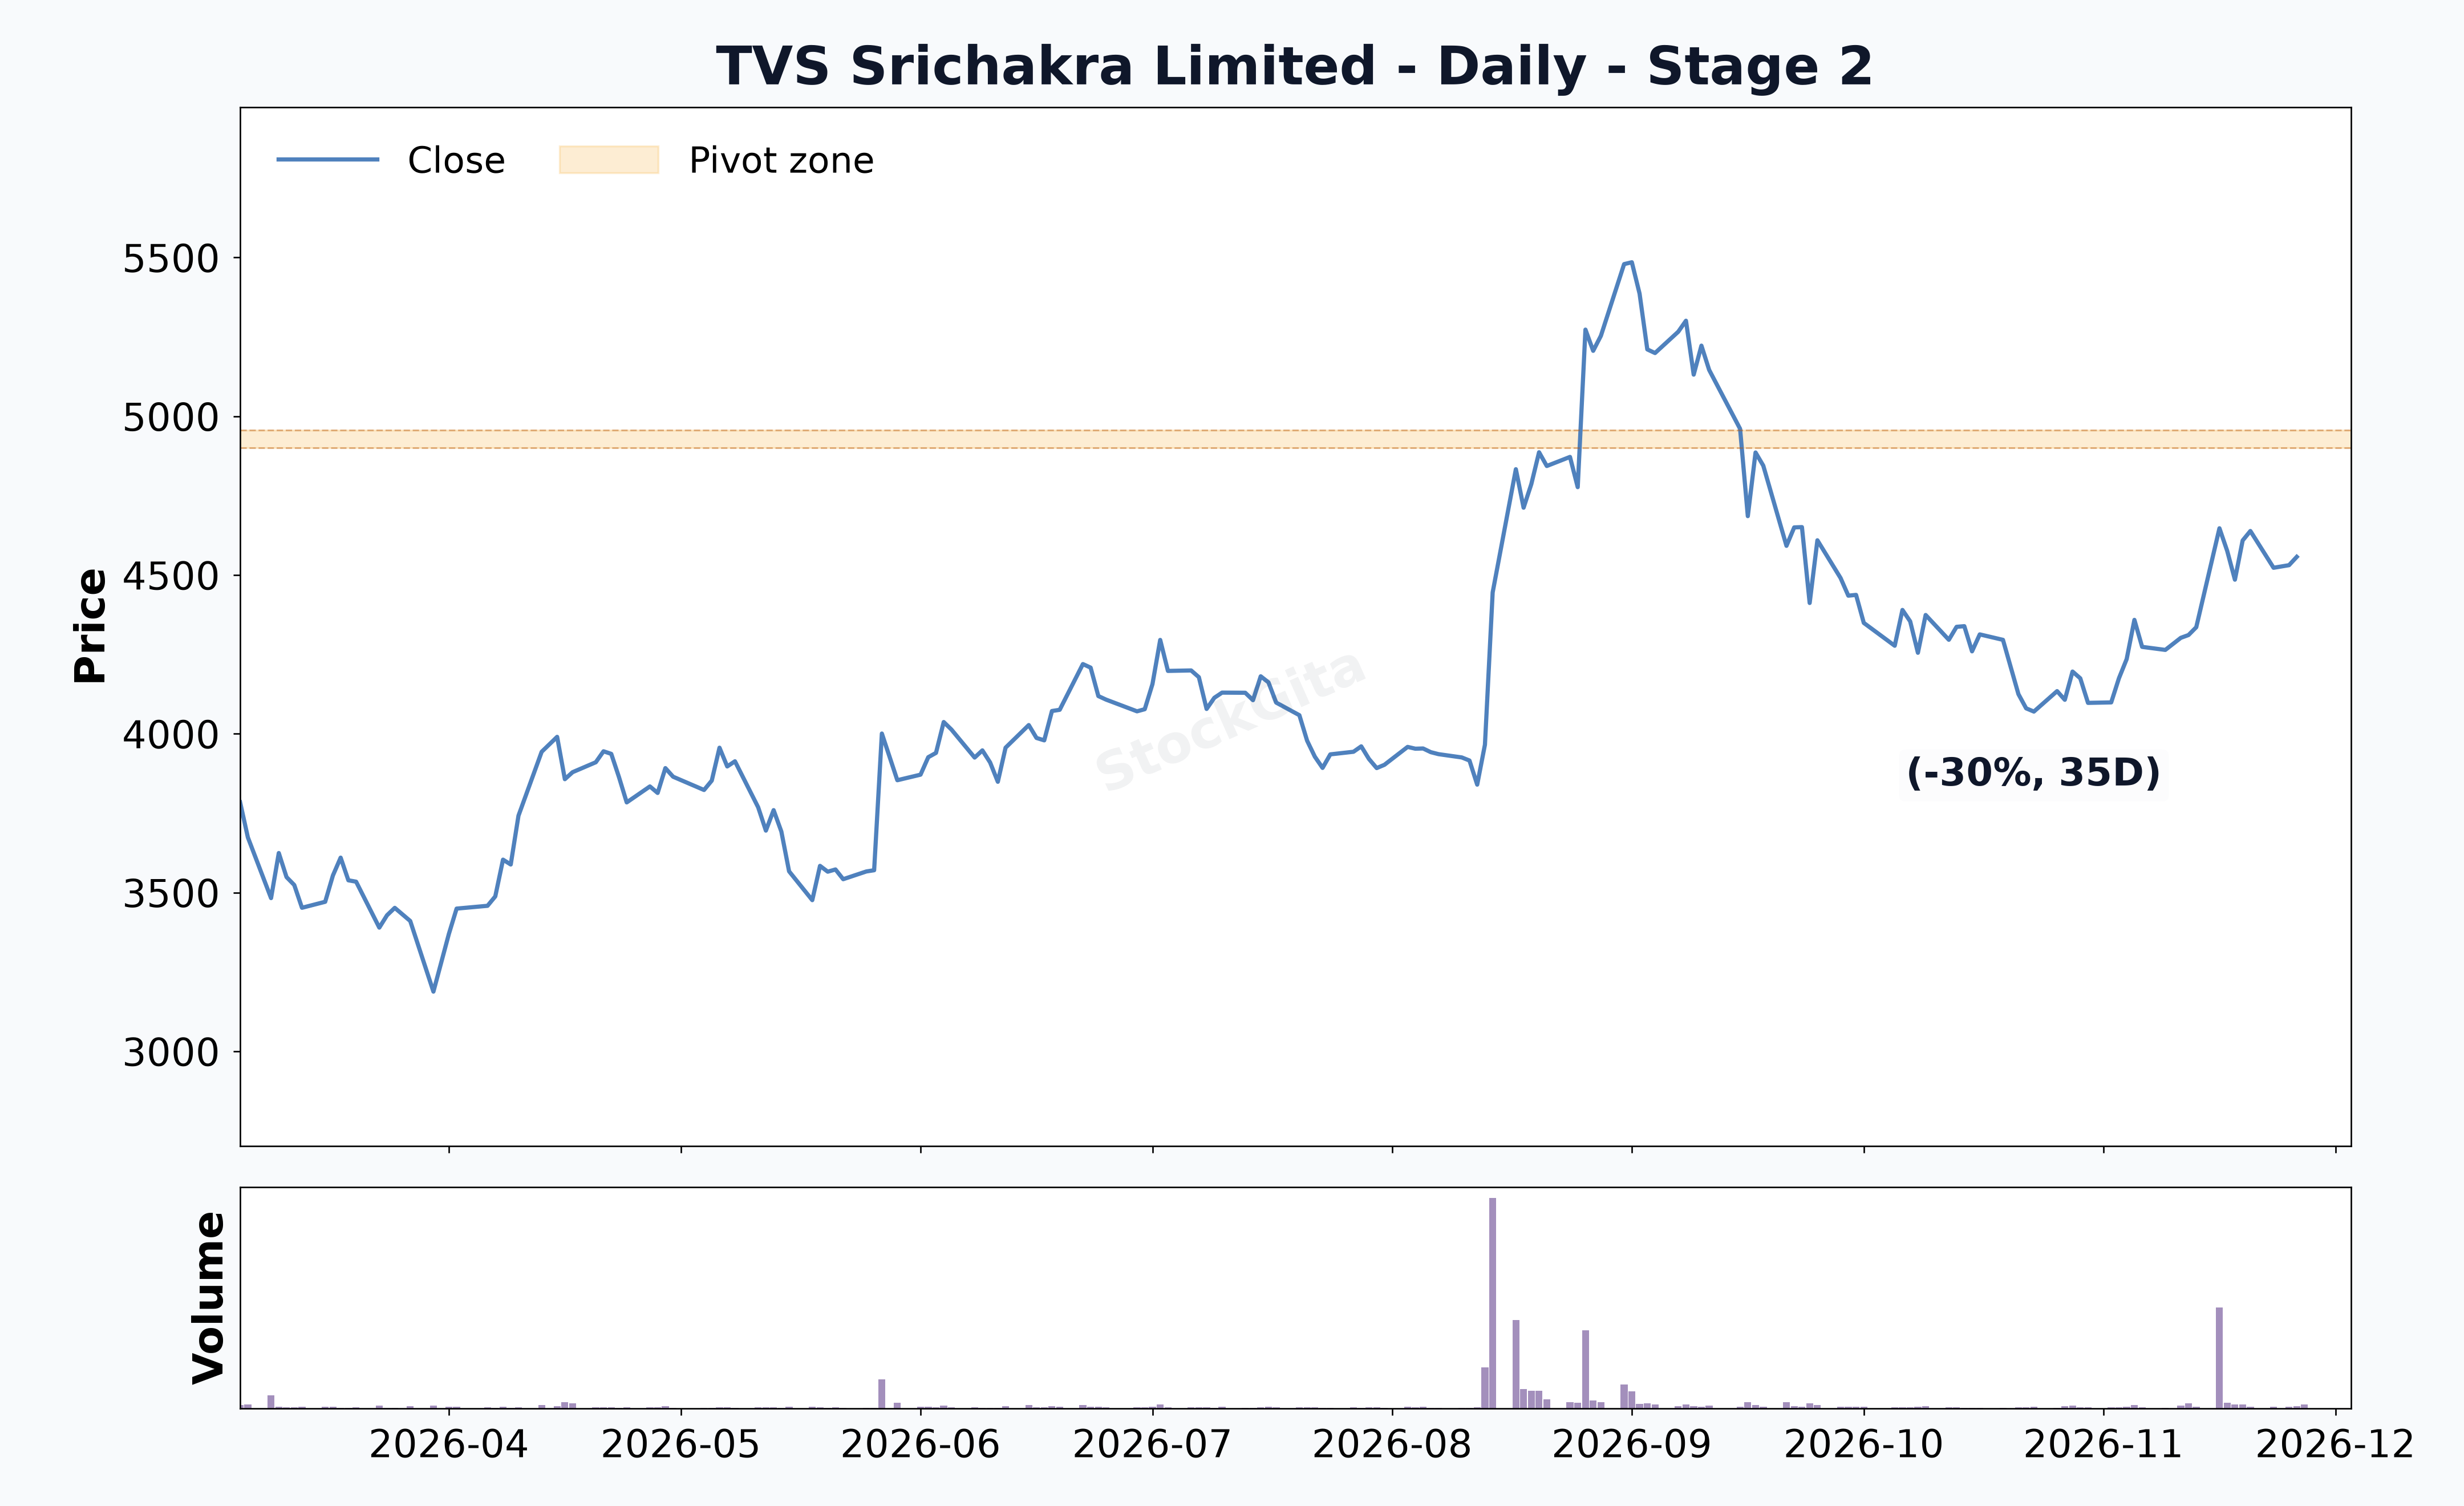 TVS Srichakra Limited - Daily - Stage 2
Close
Pivot zone
5500
5000
4500
4000
3500
3000
Price
StockGita
(-30%, 35D)
Volume
2026-04
2026-05
2026-06
2026-07
2026-08
2026-09
2026-10
2026-11
2026-12